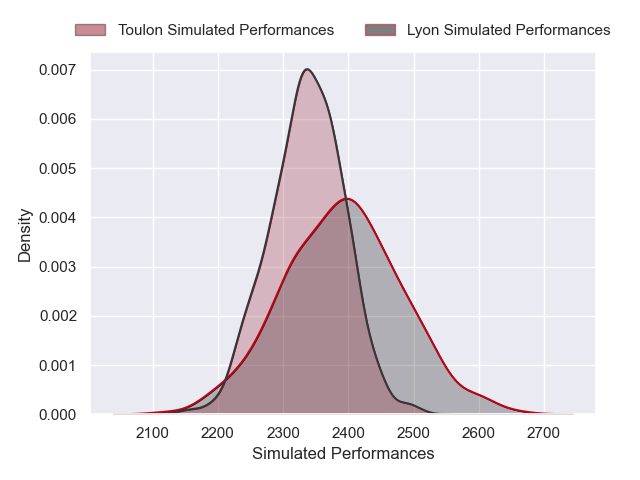 Toulon Simulated Performances Lyon Simulated Performances
0.007
0.006
0.005
0.004
0.003
0.002
0.001
0.000
Density
2100 2200 2300 2400 2500 2600 2700
Simulated Performances